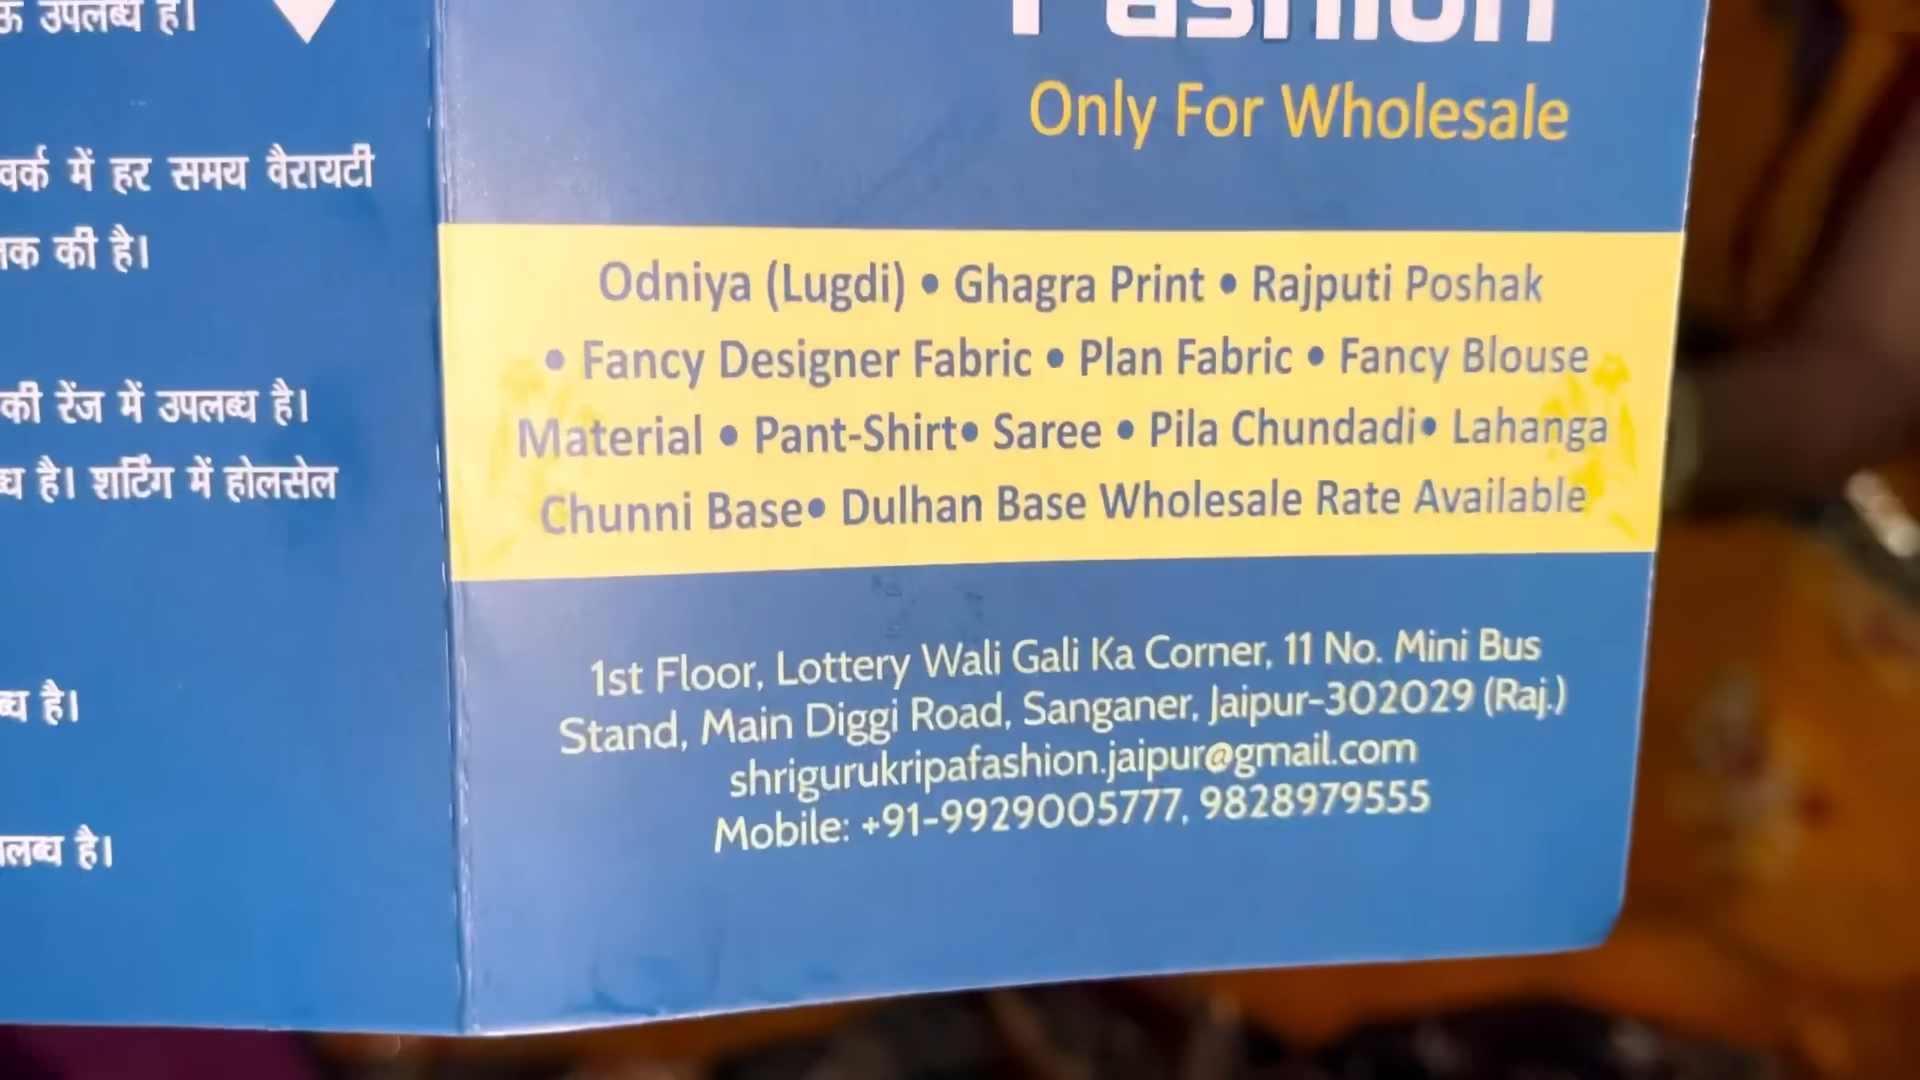 उपलब्ध है।
वर्क में हर समय वैरायटी
की है।
की रेंज में उपलब्ध है।
है। शर्टिंग में होलसेल
है।
है।
Fashion
Only For Wholesale
Odniya (Lugdi) • Ghagra Print • Rajputi Poshak
• Fancy Designer Fabric • Plan Fabric • Fancy Blouse
Material • Pant-Shirt• Saree • Pila Chundadi• Lahanga
Chunni Base• Dulhan Base Wholesale Rate Available
1st Floor, Lottery Wali Gali Ka Corner, 11 No. Mini Bus
Stand, Main Diggi Road, Sanganer, Jaipur-302029 (Raj.)
shrigurukripafashion.jaipur@gmail.com
Mobile: +91-9929005777, 9828979555